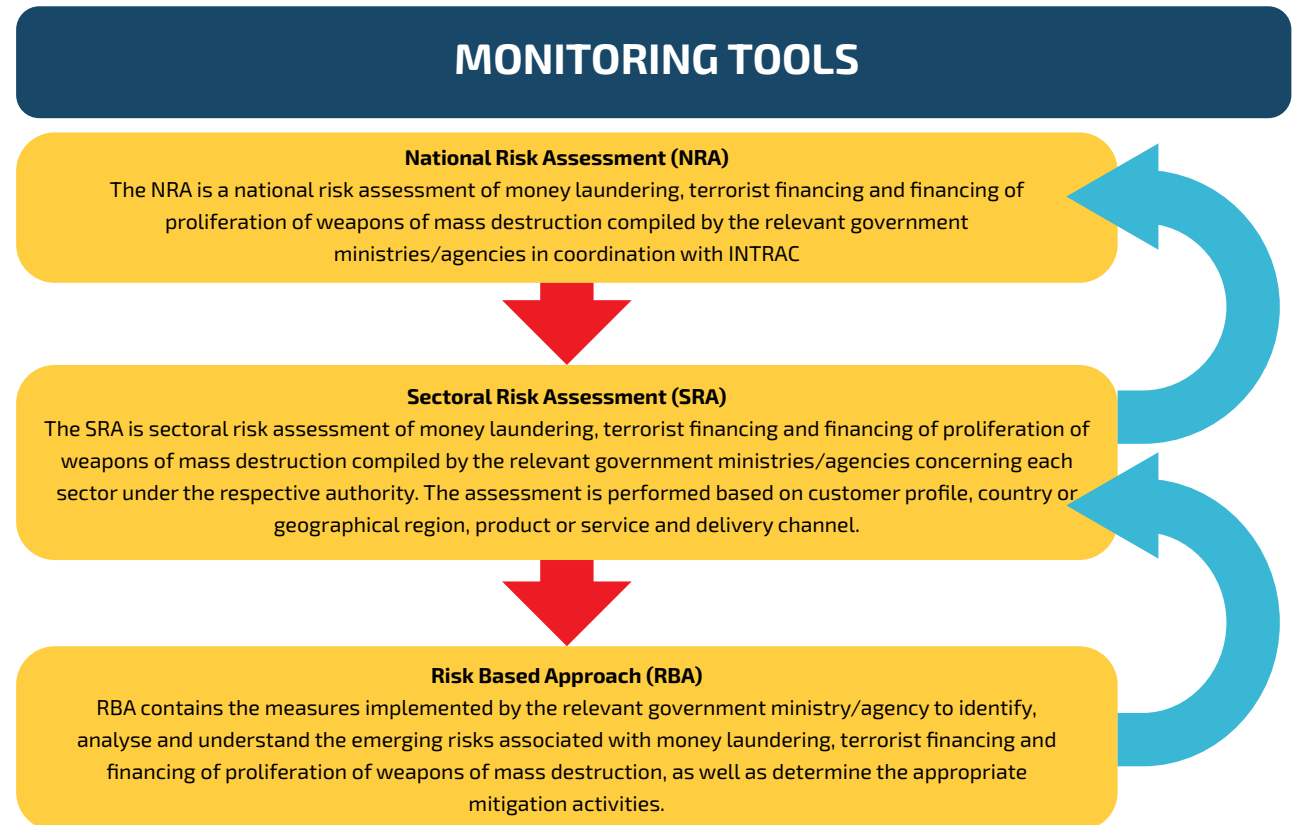 MONITORING TOOLS
National Risk Assessment (NRA)
The NRA is a national risk assessment of money laundering, terrorist financing and financing of
proliferation of weapons of mass destruction compiled by the relevant government
ministries/agencies in coordination with INTRAC
Sectoral Risk Assessment (SRA)
The SRA is sectoral risk assessment of money laundering, terrorist financing and financing of proliferation of
weapons of mass destruction compiled by the relevant government ministries/agencies concerning each
sector under the respective authority. The assessment is performed based on customer profile, country or
geographical region, product or service and delivery channel.
Risk Based Approach (RBA)
RBA contains the measures implemented by the relevant government ministry/agency to identify,
analyse and understand the emerging risks associated with money laundering, terrorist financing and
financing of proliferation of weapons of mass destruction, as well as determine the appropriate
mitigation activities.